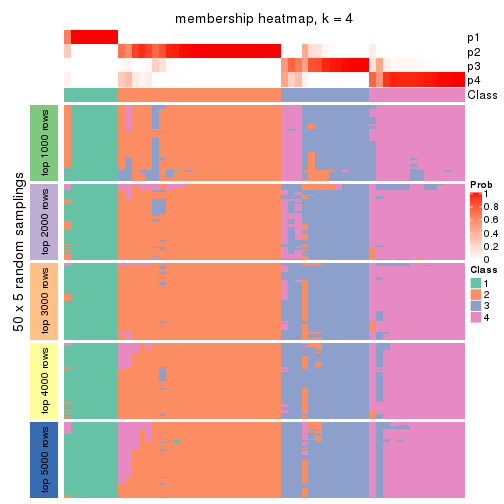 membership heatmap, k = 4
p1
p2
p3
p4
Class
50 x 5 random samplings
top 1000 rows
top 2000 rows
top 3000 rows
top 4000 rows
top 5000 rows
Prob
1
0.8
0.6
0.4
0.2
0
Class
1
2
3
4